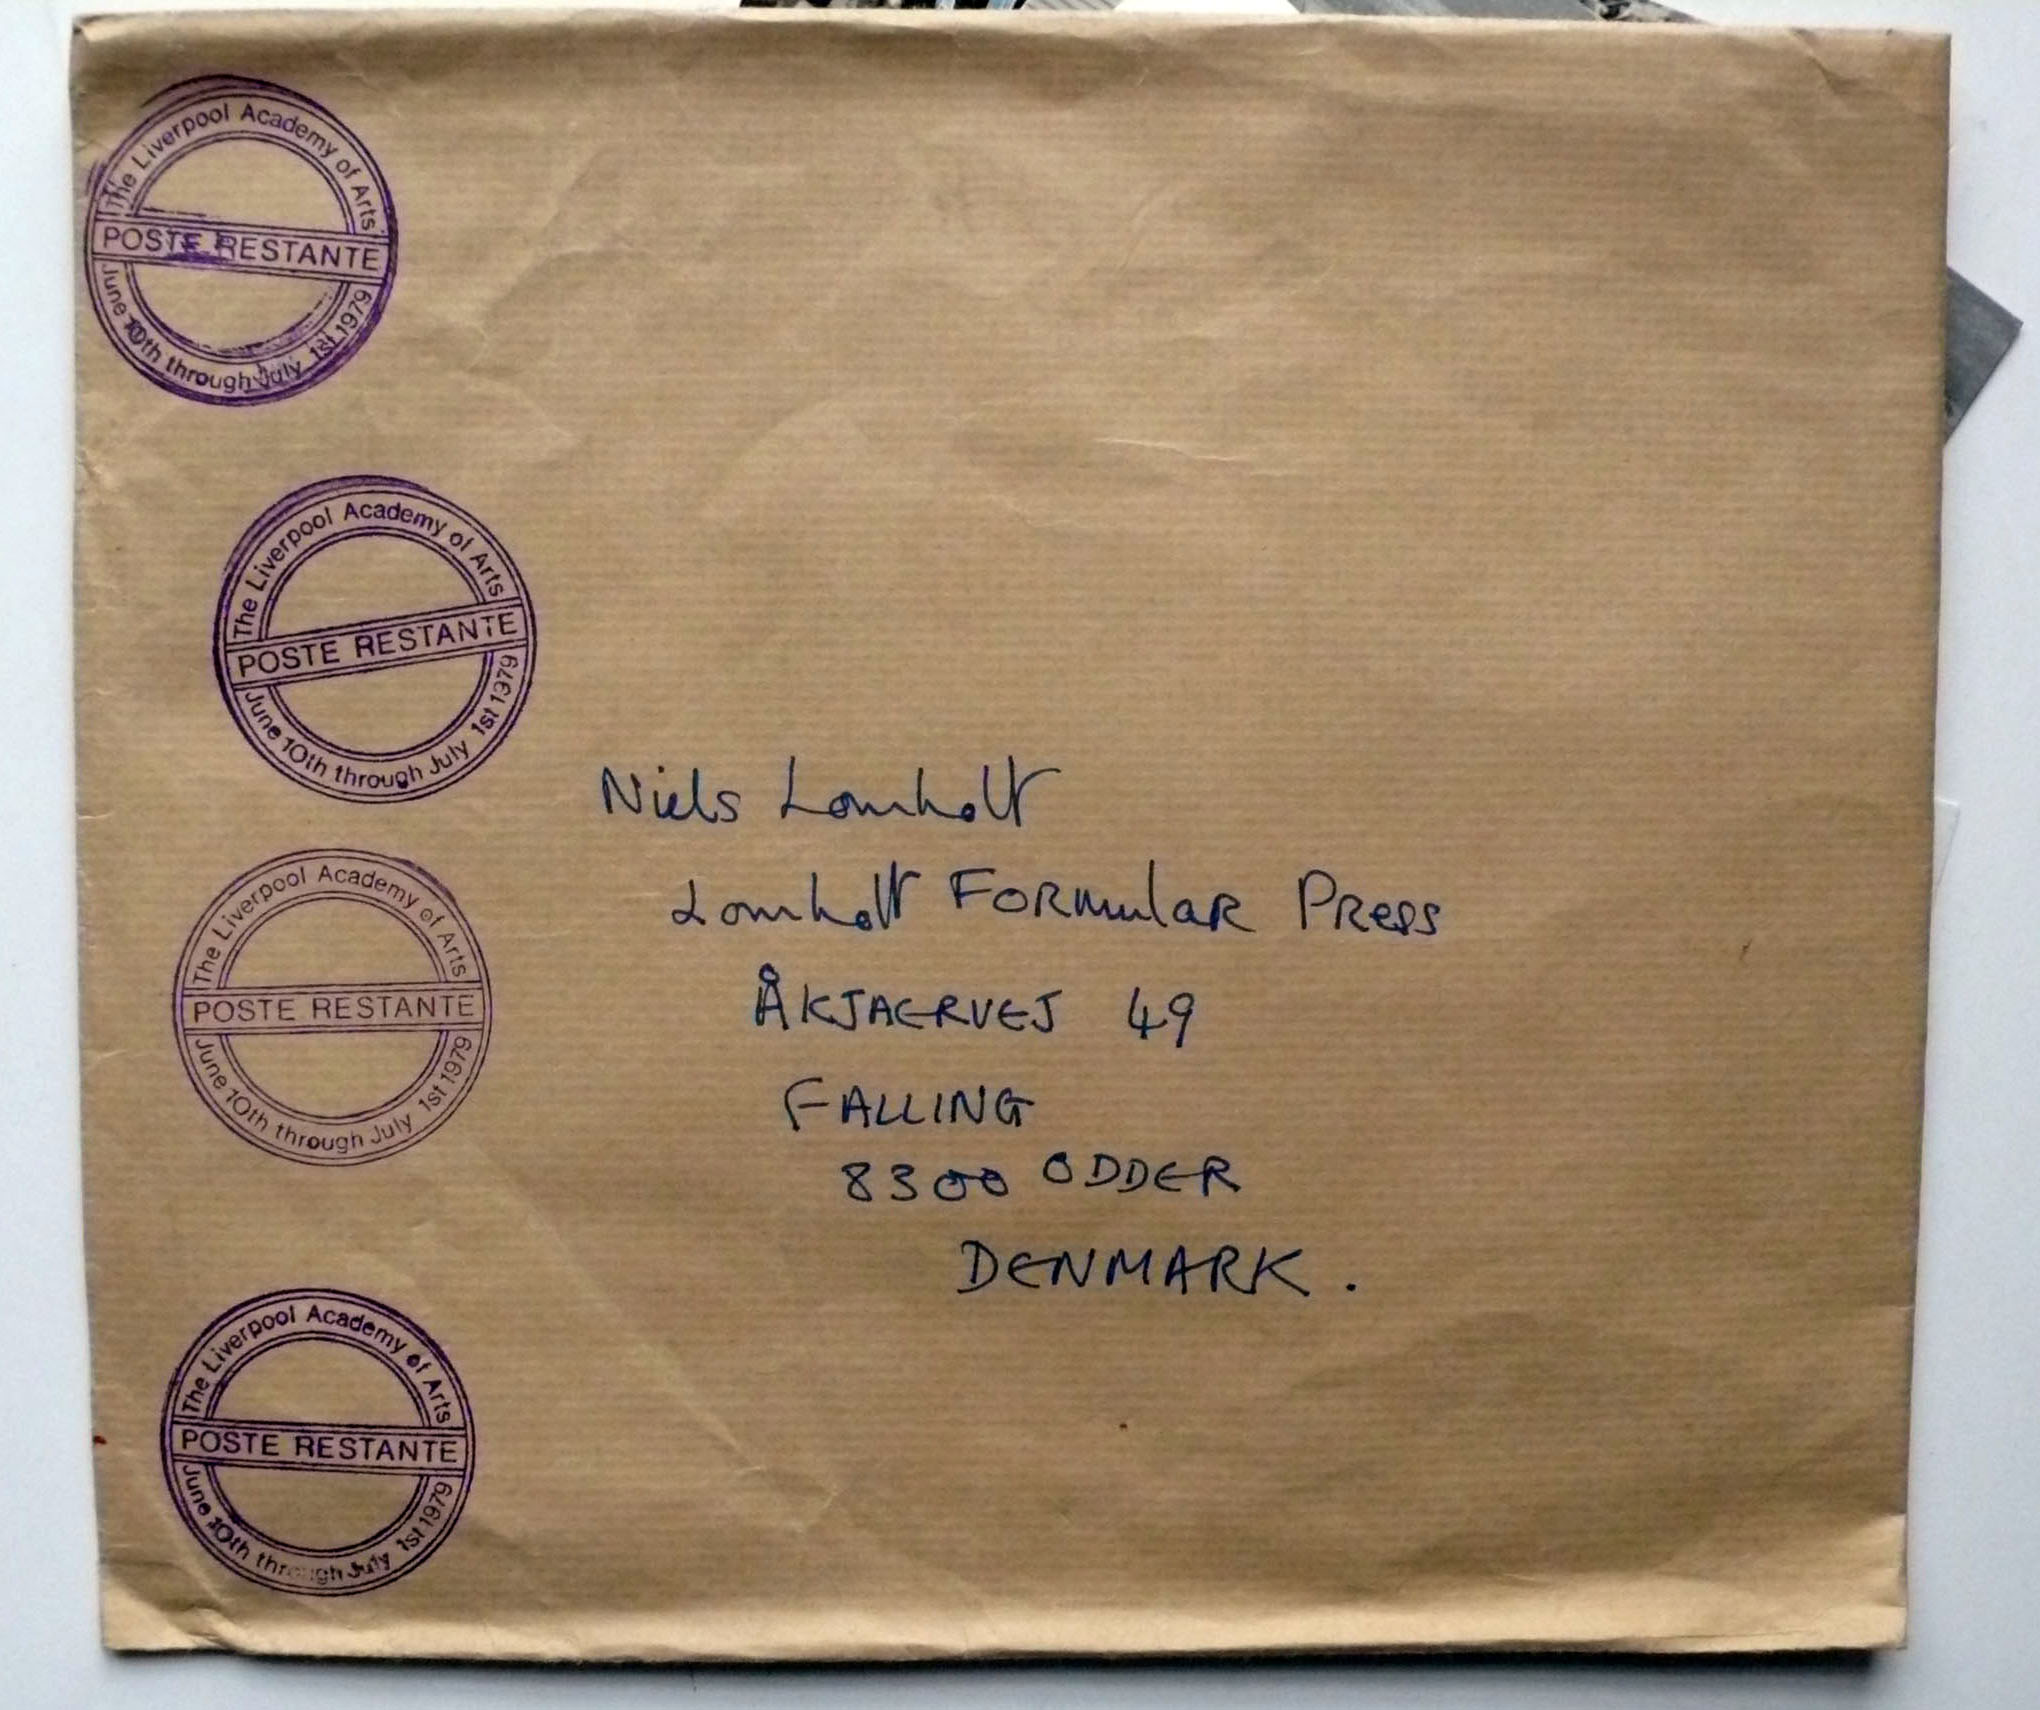 The Liverpool Academy of Arts
POSTE RESTANTE
June 10th through July 1st 1979
The Liverpool Academy of Arts
POSTE RESTANTE
June 10th through July 1st 1979
Niels Lomholt
Lomholt FORMulaR PRess
ÅKJAERVEJ 49
FALLING
8300 ODDER
DENMARK.
The Liverpool Academy of Arts
POSTE RESTANTE
June 10th through July 1st 1979
The Liverpool Academy of Arts
POSTE RESTANTE
June 10th through July 1st 1979